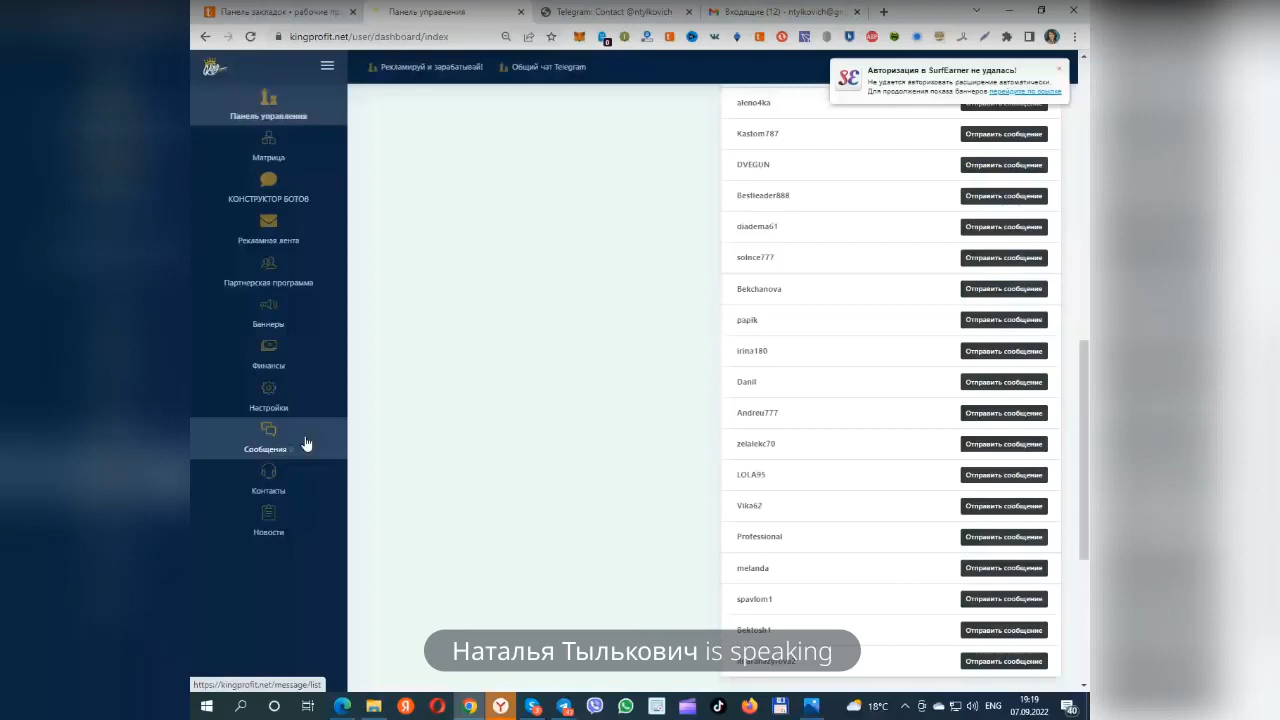 Панель закладок - рабочие пр
Панель управления
Telegram: Contact @ntylkovich
Входящие (12) - ntylkovich@g
kingprofit.net/user/dashboard/index
Рекламируй и зарабатывай!
Общий чат Telegram
Авторизация в SurfEarner не удалась!
Не удается авторизовать расширение автоматически.
Для продолжения показа баннеров перейдите по ссылке
Панель управления
Матрица
КОНСТРУКТОР БОТОВ
Рекламная лента
Партнерская программа
Баннеры
Финансы
Настройки
Сообщения
Контакты
Новости
aleno4ka Отправить сообщение
Kastom787 Отправить сообщение
DVEGUN Отправить сообщение
Bestleader888 Отправить сообщение
diadema61 Отправить сообщение
solnce777 Отправить сообщение
Bekchanova Отправить сообщение
papik Отправить сообщение
irina180 Отправить сообщение
Danil Отправить сообщение
Andreu777 Отправить сообщение
zelalekc70 Отправить сообщение
LOLA95 Отправить сообщение
Vika62 Отправить сообщение
Professional Отправить сообщение
melanda Отправить сообщение
spavlom1 Отправить сообщение
Bektosh1 Отправить сообщение
Отправить сообщение
Наталья Тылькович is speaking
https://kingprofit.net/message/list
18°C
ENG
19:19
07.09.2022
40